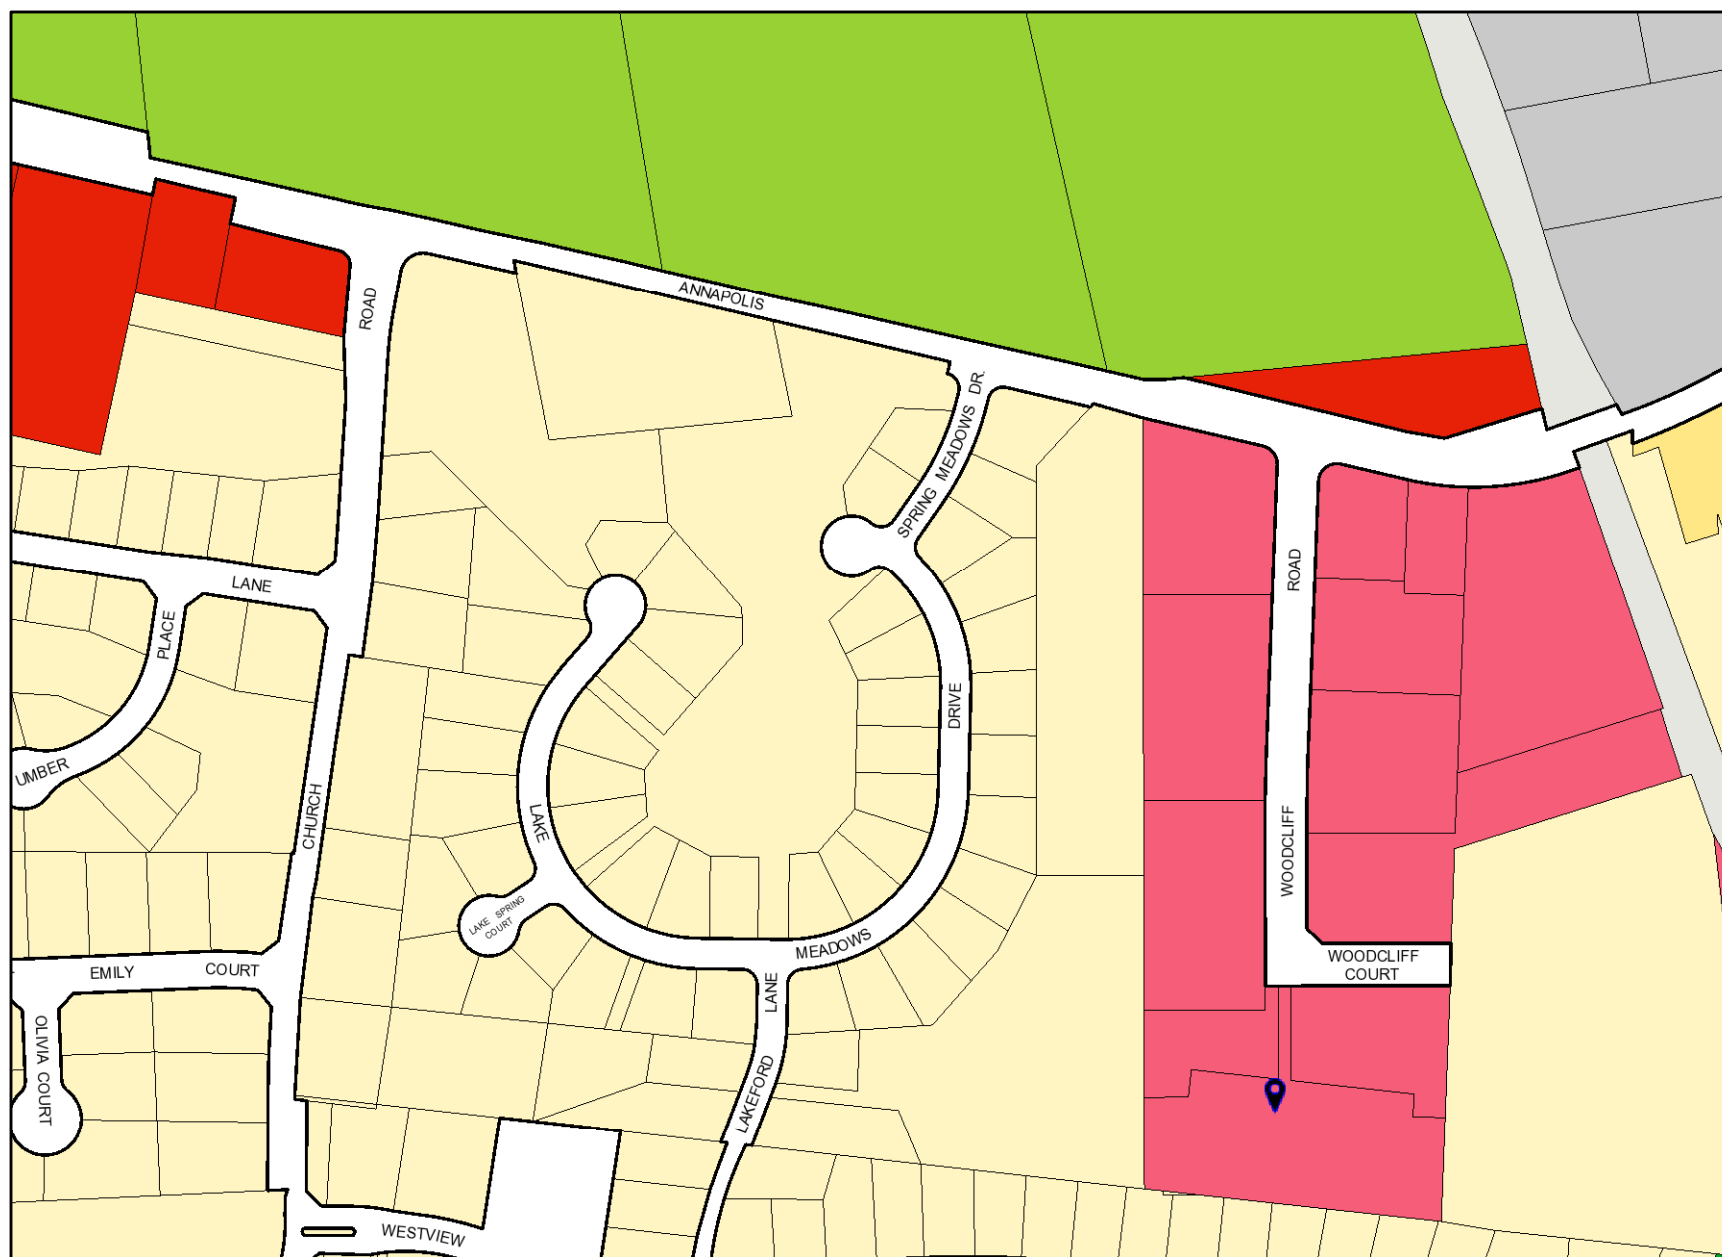 ANNAPOLIS
ROAD
SPRING MEADOWS DR.
ROAD
LANE
PLACE
DRIVE
UMBER
CHURCH
LAKE
WOODCLIFF
LAKE SPRING
COURT
MEADOWS
EMILY COURT
WOODCLIFF
COURT
LANE
OLIVIA COURT
LAKEFORD
WESTVIEW